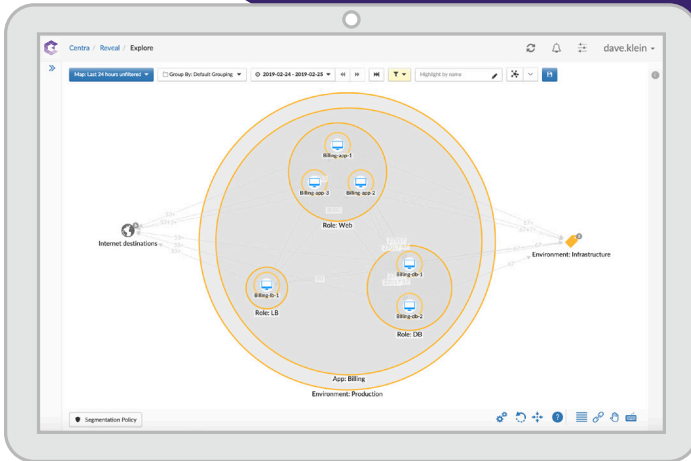 Centra / Reveal / Explore
dave.klein
Map: Last 24 hours unfiltered
Group By: Default Grouping
2019-02-24 - 2019-02-25
Highlight by name
Billing-app-1
Billing-app-3
Billing-app-2
Role: Web
Internet destinations
Environment: Infrastructure
Billing-db-1
Billing-lb-1
Billing-db-2
Role: LB
Role: DB
App: Billing
Environment: Production
Segmentation Policy